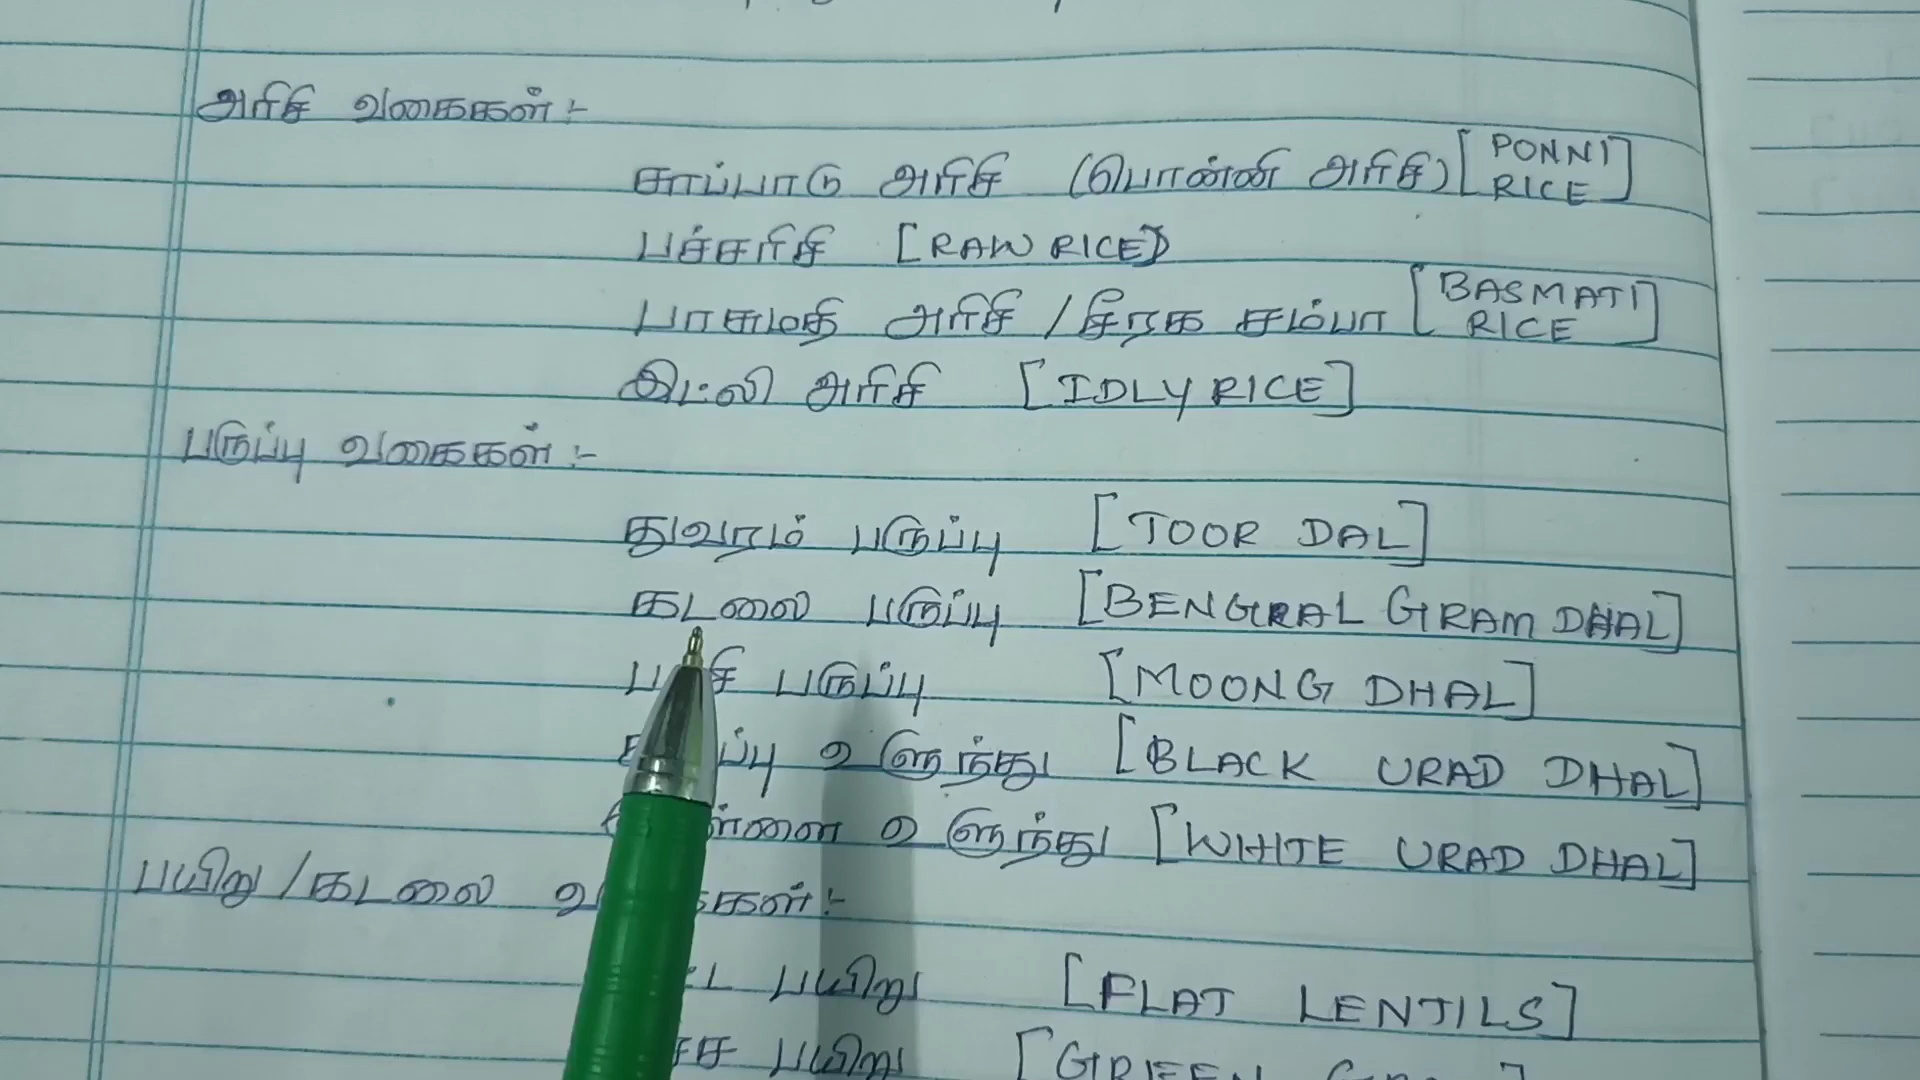 அரிசி வகைகள் :-
சாப்பாடு அரிசி (பொன்னி அரிசி) [PONNI RICE]
பச்சரிசி [RAW RICE]
பாசுமதி அரிசி / சீரக சம்பா [BASMATI RICE]
இட்லி அரிசி [IDLY RICE]
பருப்பு வகைகள் :-
துவரம் பருப்பு [TOOR DAL]
கடலை பருப்பு [BENGRAL GRAM DHAL]
பருப்பு [MOONG DHAL]
உளுந்து [BLACK URAD DHAL]
உளுந்து [WHITE URAD DHAL]
பயிறு / கடலை
பயிறு [FLAT LENTILS]
பயிறு [GREEN